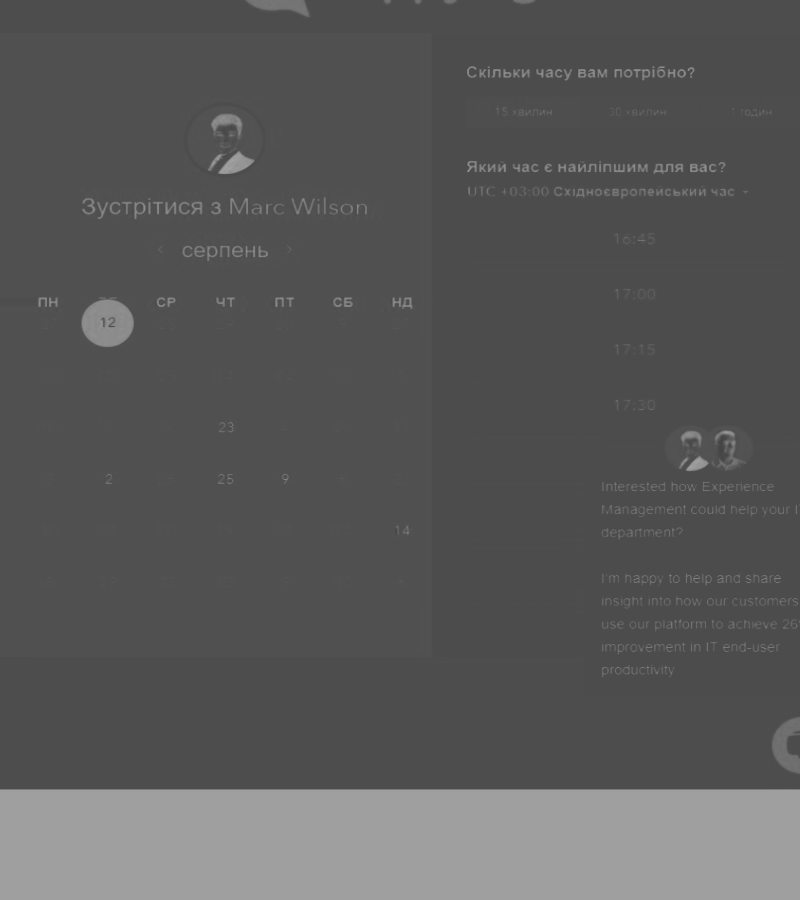 Зустрітися з Marc Wilson
серпень
ПН СР ЧТ ПТ СБ НД
12
23
2 25 9
14
Скільки часу вам потрібно?
15 хвилин 30 хвилин 1 годин
Який час є найліпшим для вас?
UTC +03:00 Східноєвропейський час
16:45
17:00
17:15
17:30
Interested how Experience
Management could help your I
department?
I'm happy to help and share
insight into how our customers
use our platform to achieve 26
improvement in IT end-user
productivity